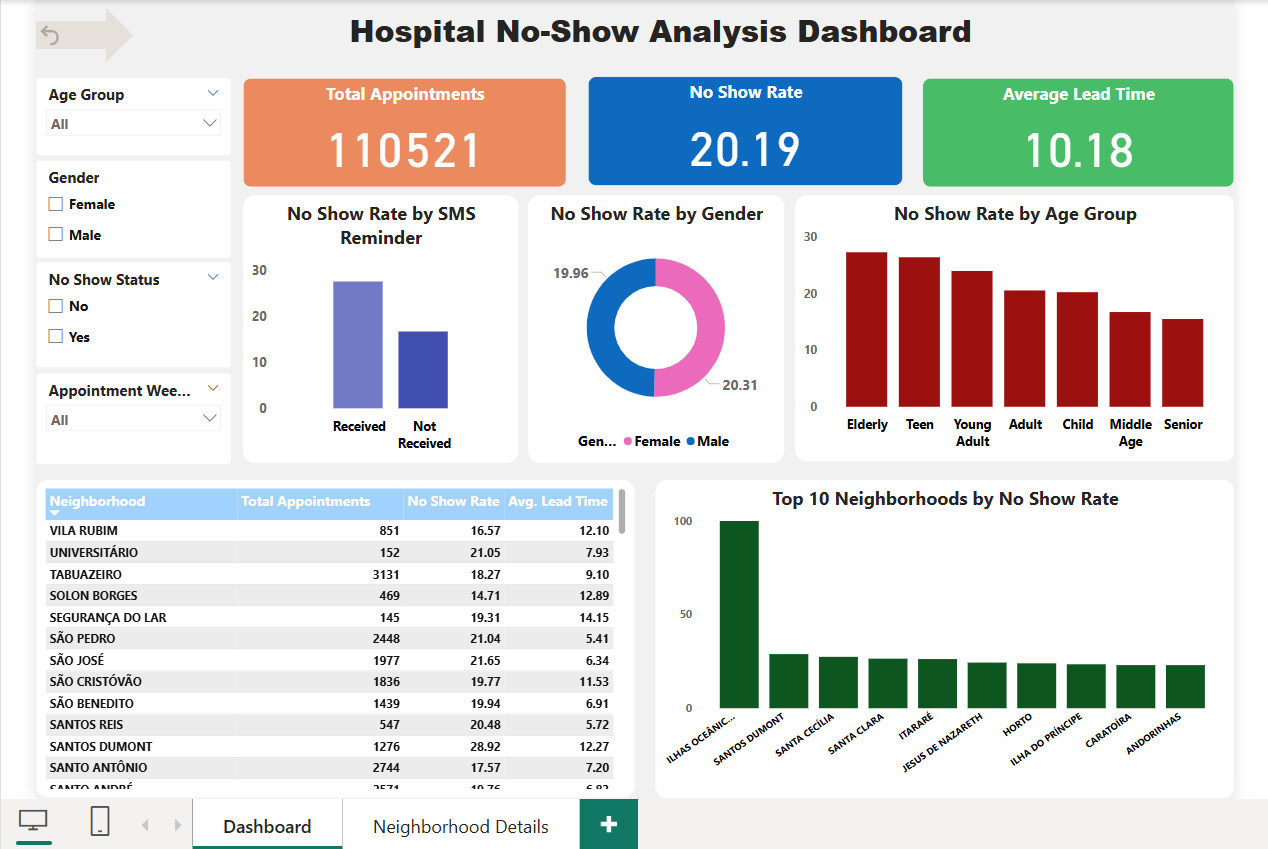 Hospital No-Show Analysis Dashboard
Age Group
All
Gender
Female
Male
No Show Status
No
Yes
Appointment Wee...
All
Total Appointments
110521
No Show Rate
20.19
Average Lead Time
10.18
No Show Rate by SMS
Reminder
30
20
10
0
Received
Not
Received
No Show Rate by Gender
19.96
20.31
Gen... Female Male
No Show Rate by Age Group
30
20
10
0
Elderly Teen Young Adult Child Middle Senior
Adult Age
Neighborhood Total Appointments No Show Rate Avg. Lead Time
VILA RUBIM 851 16.57 12.10
UNIVERSITÁRIO 152 21.05 7.93
TABUAZEIRO 3131 18.27 9.10
SOLON BORGES 469 14.71 12.89
SEGURANÇA DO LAR 145 19.31 14.15
SÃO PEDRO 2448 21.04 5.41
SÃO JOSÉ 1977 21.65 6.34
SÃO CRISTÓVÃO 1836 19.77 11.53
SÃO BENEDITO 1439 19.94 6.91
SANTOS REIS 547 20.48 5.72
SANTOS DUMONT 1276 28.92 12.27
SANTO ANTÔNIO 2744 17.57 7.20
SANTO ANDRÉ 2571 19.76 6.82
Top 10 Neighborhoods by No Show Rate
100
50
0
ILHAS OCEÂNIC...
SANTOS DUMONT
SANTA CECÍLIA
SANTA CLARA
ITARARÉ
JESUS DE NAZARETH
HORTO
ILHA DO PRÍNCIPE
CARATOÍRA
ANDORINHAS
Dashboard
Neighborhood Details
+